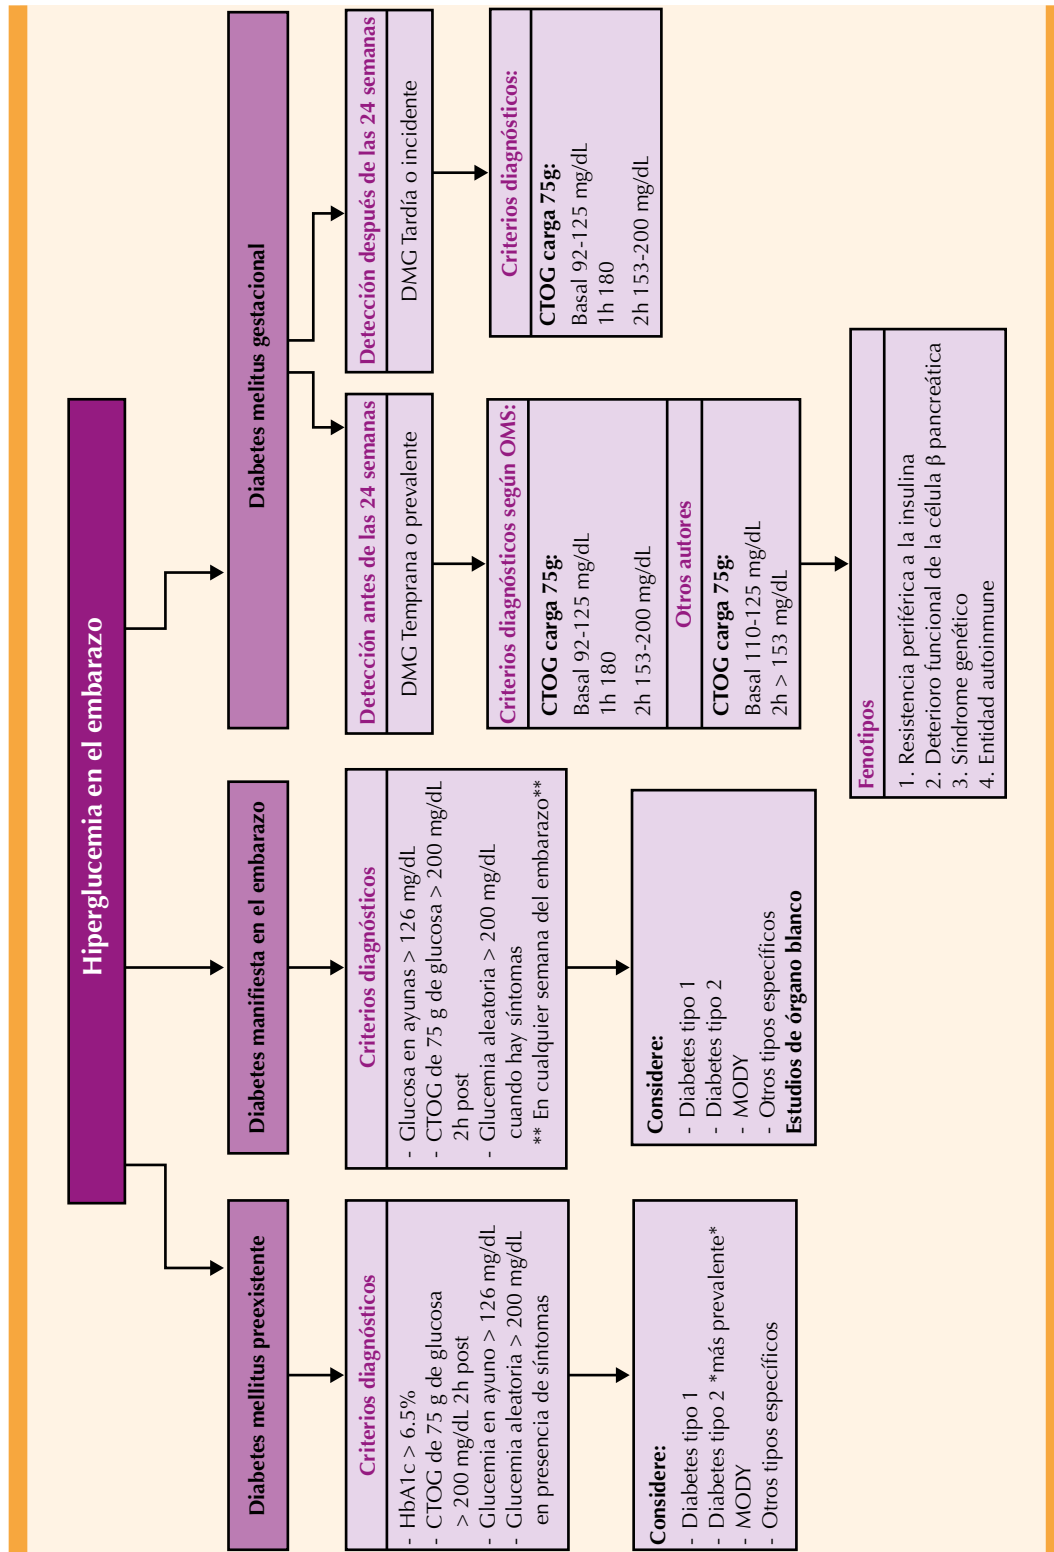 Hiperglucemia en el embarazo
Diabetes mellitus preexistente
Criterios diagnósticos
- HbA1c > 6.5%
- CTOG de 75 g de glucosa
> 200 mg/dL 2h post
- Glucemia en ayuno > 126 mg/dL
- Glucemia aleatoria > 200 mg/dL
en presencia de síntomas
Considere:
- Diabetes tipo 1
- Diabetes tipo 2 *más prevalente*
- MODY
- Otros tipos específicos
Diabetes manifiesta en el embarazo
Criterios diagnósticos
- Glucosa en ayunas > 126 mg/dL
- CTOG de 75 g de glucosa > 200 mg/dL
2h post
- Glucemia aleatoria > 200 mg/dL
cuando hay síntomas
** En cualquier semana del embarazo**
Considere:
- Diabetes tipo 1
- Diabetes tipo 2
- MODY
- Otros tipos específicos
Estudios de órgano blanco
Diabetes melitus gestacional
Detección antes de las 24 semanas
DMG Temprana o prevalente
Criterios diagnósticos según OMS:
CTOG carga 75g:
Basal 92-125 mg/dL
1h 180
2h 153-200 mg/dL
Otros autores
CTOG carga 75g:
Basal 110-125 mg/dL
2h > 153 mg/dL
Fenotipos
1. Resistencia periférica a la insulina
2. Deterioro funcional de la célula β pancreática
3. Síndrome genético
4. Entidad autoinmune
Detección después de las 24 semanas
DMG Tardía o incidente
Criterios diagnósticos:
CTOG carga 75g:
Basal 92-125 mg/dL
1h 180
2h 153-200 mg/dL